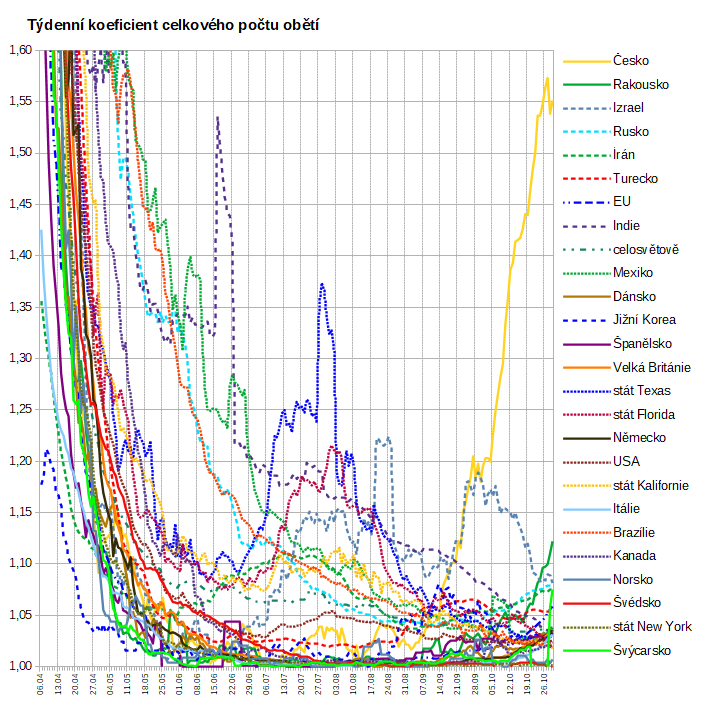 Týdenní koeficient celkového počtu obětí
1,60
1,55
1,50
1,45
1,40
1,35
1,30
1,25
1,20
1,15
1,10
1,05
1,00
06.04
13.04
20.04
27.04
04.05
11.05
18.05
25.05
01.06
08.06
15.06
22.06
29.06
06.07
13.07
20.07
27.07
03.08
10.08
17.08
24.08
31.08
07.09
14.09
21.09
28.09
05.10
12.10
19.10
26.10
Česko
Rakousko
Izrael
Rusko
Írán
Turecko
EU
Indie
celosvětově
Mexiko
Dánsko
Jižní Korea
Španělsko
Velká Británie
stát Texas
stát Florida
Německo
USA
stát Kalifornie
Itálie
Brazílie
Kanada
Norsko
Švédsko
stát New York
Švýcarsko